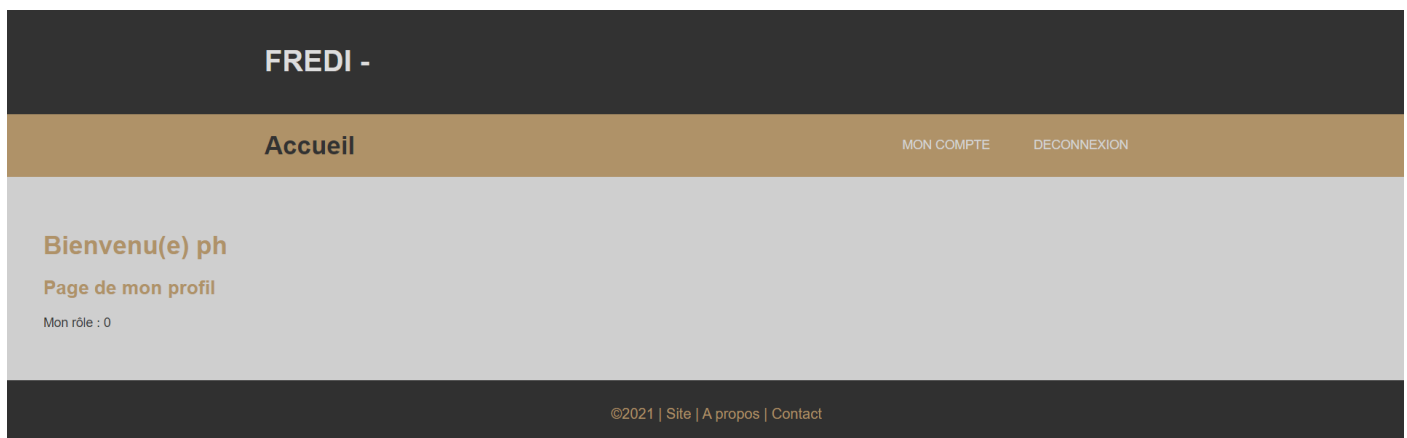 FREDI -
Accueil
MON COMPTE
DECONNEXION
Bienvenu(e) ph
Page de mon profil
Mon rôle : 0
©2021 | Site | A propos | Contact